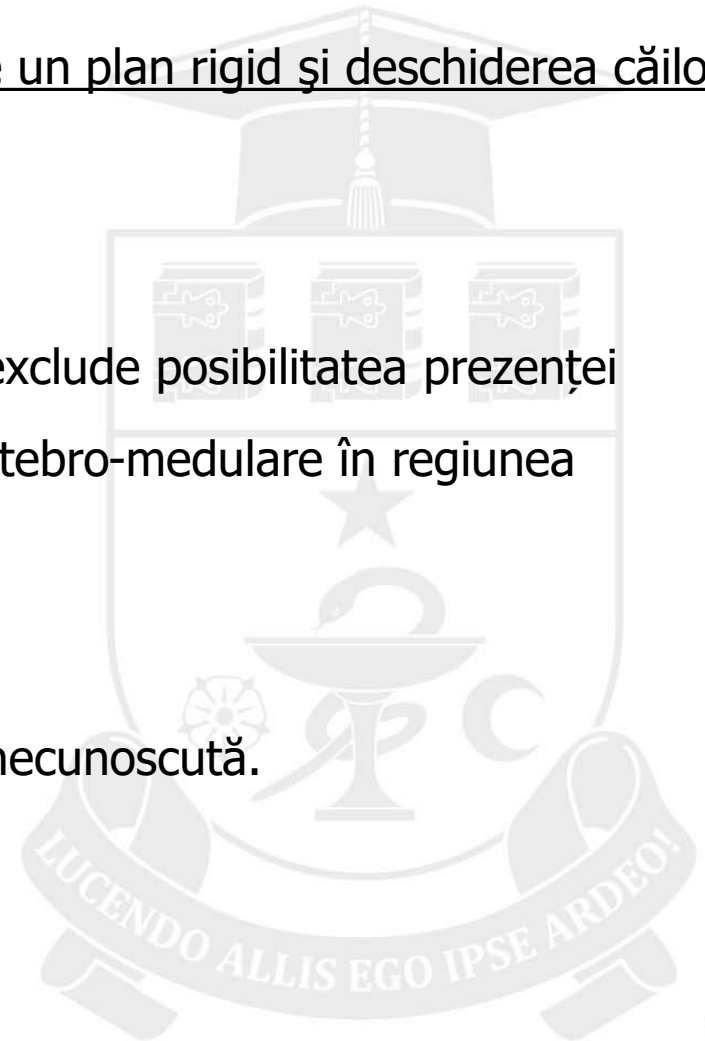 un plan rigid şi deschiderea căilo
exclude posibilitatea prezenței
tebro-medulare în regiunea
necunoscută.
LUCENDO ALLIS EGO IPSE ARDEO!